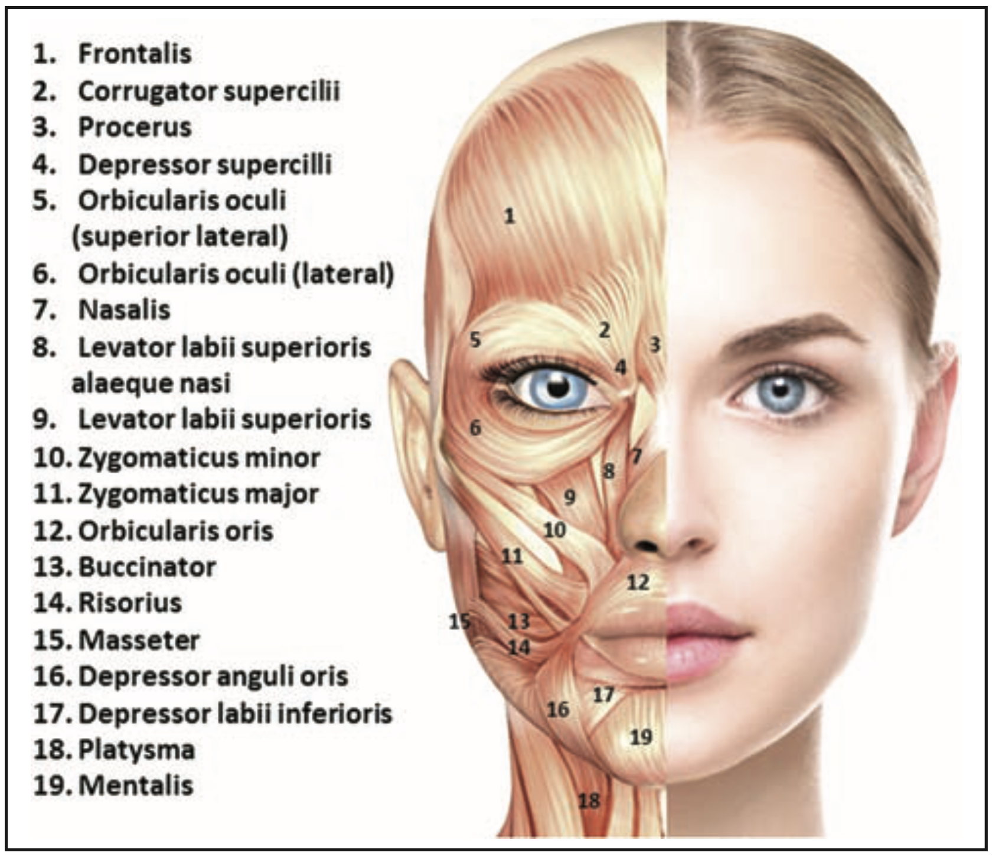 1. Frontalis
2. Corrugator supercilii
3. Procerus
4. Depressor supercilli
5. Orbicularis oculi
(superior lateral)
6. Orbicularis oculi (lateral)
7. Nasalis
8. Levator labii superioris
alaeque nasi
9. Levator labii superioris
10. Zygomaticus minor
11. Zygomaticus major
12. Orbicularis oris
13. Buccinator
14. Risorius
15. Masseter
16. Depressor anguli oris
17. Depressor labii inferioris
18. Platysma
19. Mentalis
1
2
3
5
4
6
7
8
9
10
11
12
15
13
14
17
16
19
18